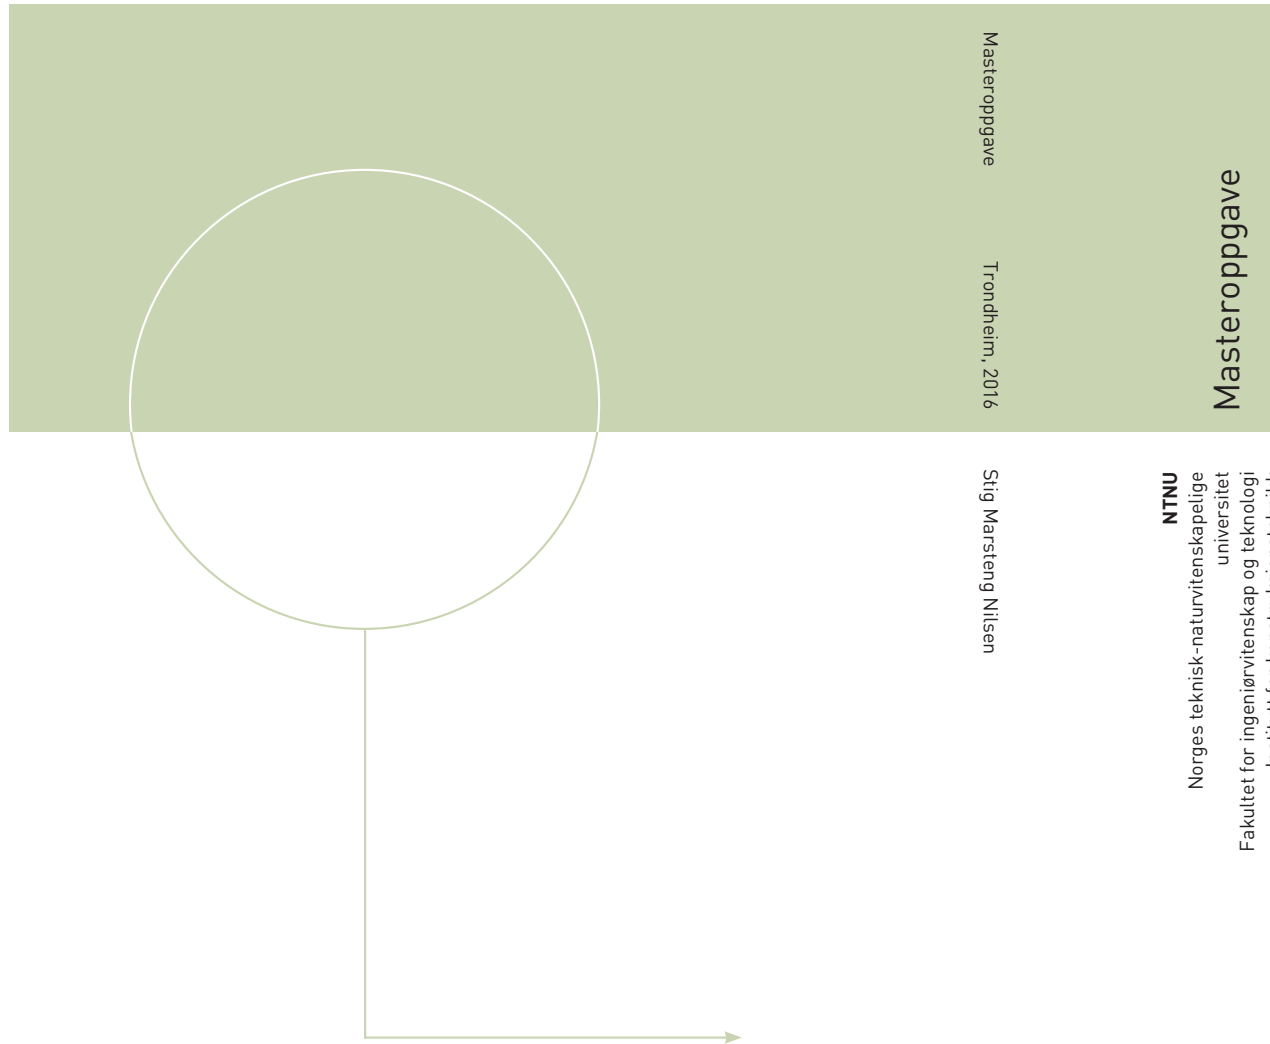 Masteroppgave
Trondheim, 2016
Stig Marsteng Nilsen
Masteroppgave
NTNU
Norges teknisk-naturvitenskapelige
universitet
Fakultet for ingeniørvitenskap og teknologi